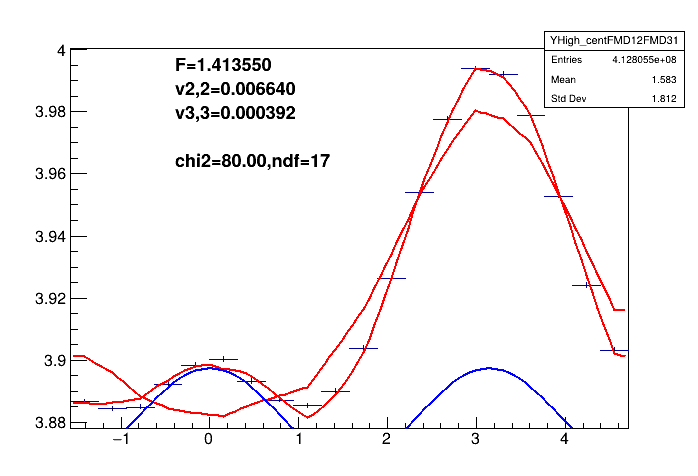 YHigh_centFMD12FMD31
Entries 4.128055e+08
Mean 1.583
Std Dev 1.812
F=1.413550
v2,2=0.006640
v3,3=0.000392
chi2=80.00,ndf=17
4
3.98
3.96
3.94
3.92
3.9
3.88
−1 0 1 2 3 4